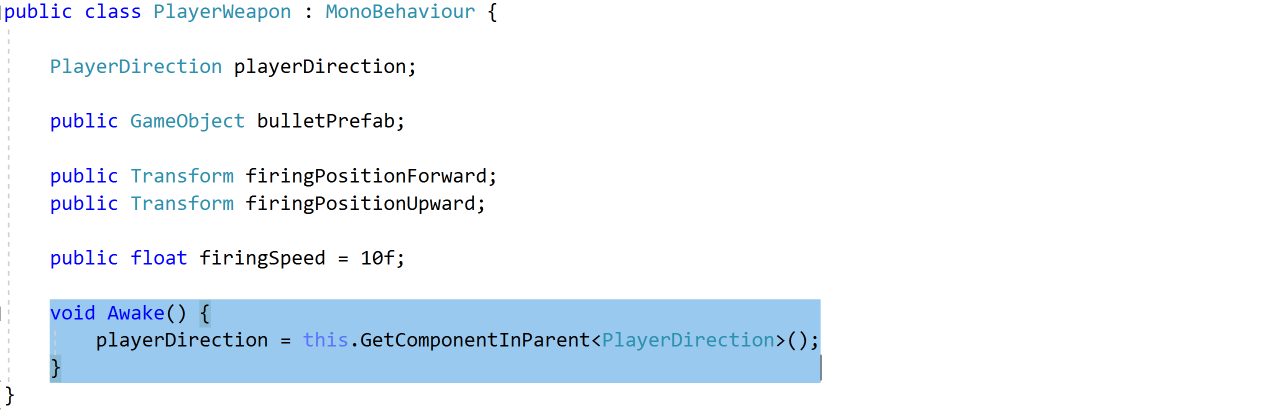 public class PlayerWeapon : MonoBehaviour {
PlayerDirection playerDirection;
public GameObject bulletPrefab;
public Transform firingPositionForward;
public Transform firingPositionUpward;
public float firingSpeed = 10f;
void Awake() {
playerDirection = this.GetComponentInParent<PlayerDirection>();
}
}